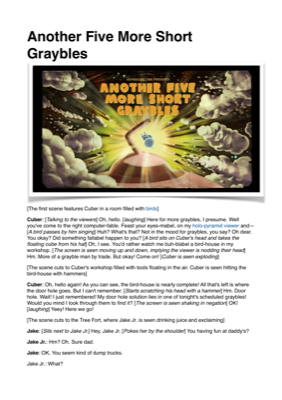 Another Five More Short
Graybles
ANOTHER FIVE
MORE SHORT
GRAYBLES
[The first scene features Cuber in a room filled with birds]
Cuber: [Talking to the viewers] Oh, hello. [laughing] Here for more graybles, I presume. Well
you've come to the right computer-fable. Feast your eyes-mabat, on my holo-pyramid viewer and—
[A bird passes by him singing] Huh? What's that? Not in the mood for graybles, you say? Oh dear.
You okay? Did something fallabel happen to you? [A bird sits on Cuber's head and takes the
floating cube from his hat] Oh, I see. You'd rather watch me buh-blabel a bird-house in my
workshop. [The screen is seen moving up and down, implying the viewer is nodding their head]
Hm. More of a grayble man by trade. But okay! Come on! [Cuber is seen exploding]
[The screen cuts to Cuber's workshop filled with tools floating in the air. Cuber is seen hitting the
bird-house with hammers]
Cuber: Oh, hello again! As you can see, the bird-house is nearly complete! All that's left is where
the door hole goes. But I can't remember. [Starts scratching his head with a hammer] Hm. Door
hole. Wait! I just remembered! My door hole solution lies in one of tonight's scheduled graybles!
Would you mind I look through them to find it? [The screen is seen shaking in negation] OK!
[laughing] Yeey! Here we go!
[The scene cuts to the Tree Fort, where Jake Jr. is seen drinking juice and exclaiming]
Jake: [Sits next to Jake Jr.] Hey, Jake Jr. [Pokes her by the shoulder] You having fun at daddy's?
Jake Jr.: Hm? Oh. Sure dad.
Jake: OK. You seem kind of dump trucks.
Jake Jr.: What?